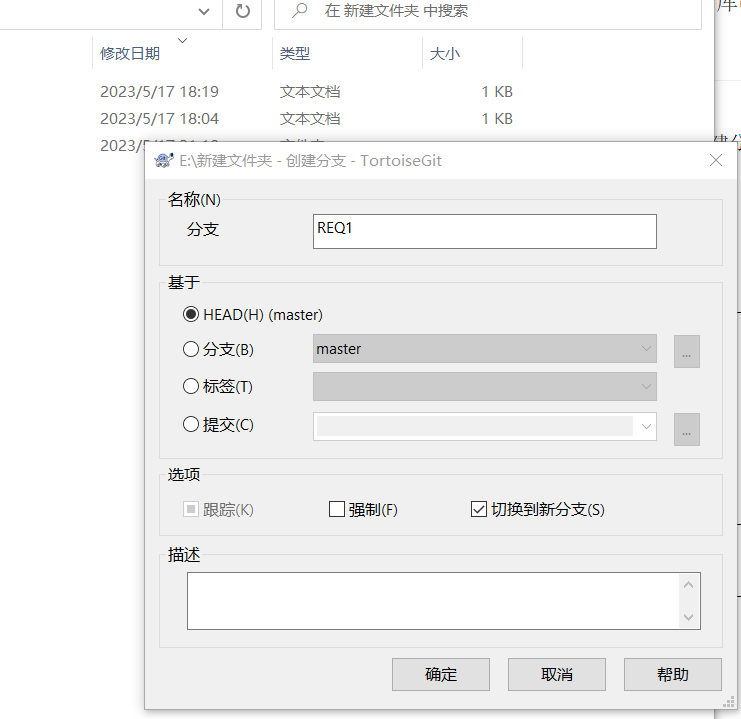 在 新建文件夹 中搜索
库
修改日期 类型 大小
2023/5/17 18:19 文本文档 1 KB
2023/5/17 18:04 文本文档 1 KB
E:\新建文件夹 - 创建分支 - TortoiseGit
名称(N)
分支 REQ1
基于
HEAD(H) (master)
分支(B) master ...
标签(T)
提交(C) ...
选项
跟踪(K) 强制(F) 切换到新分支(S)
描述
确定 取消 帮助